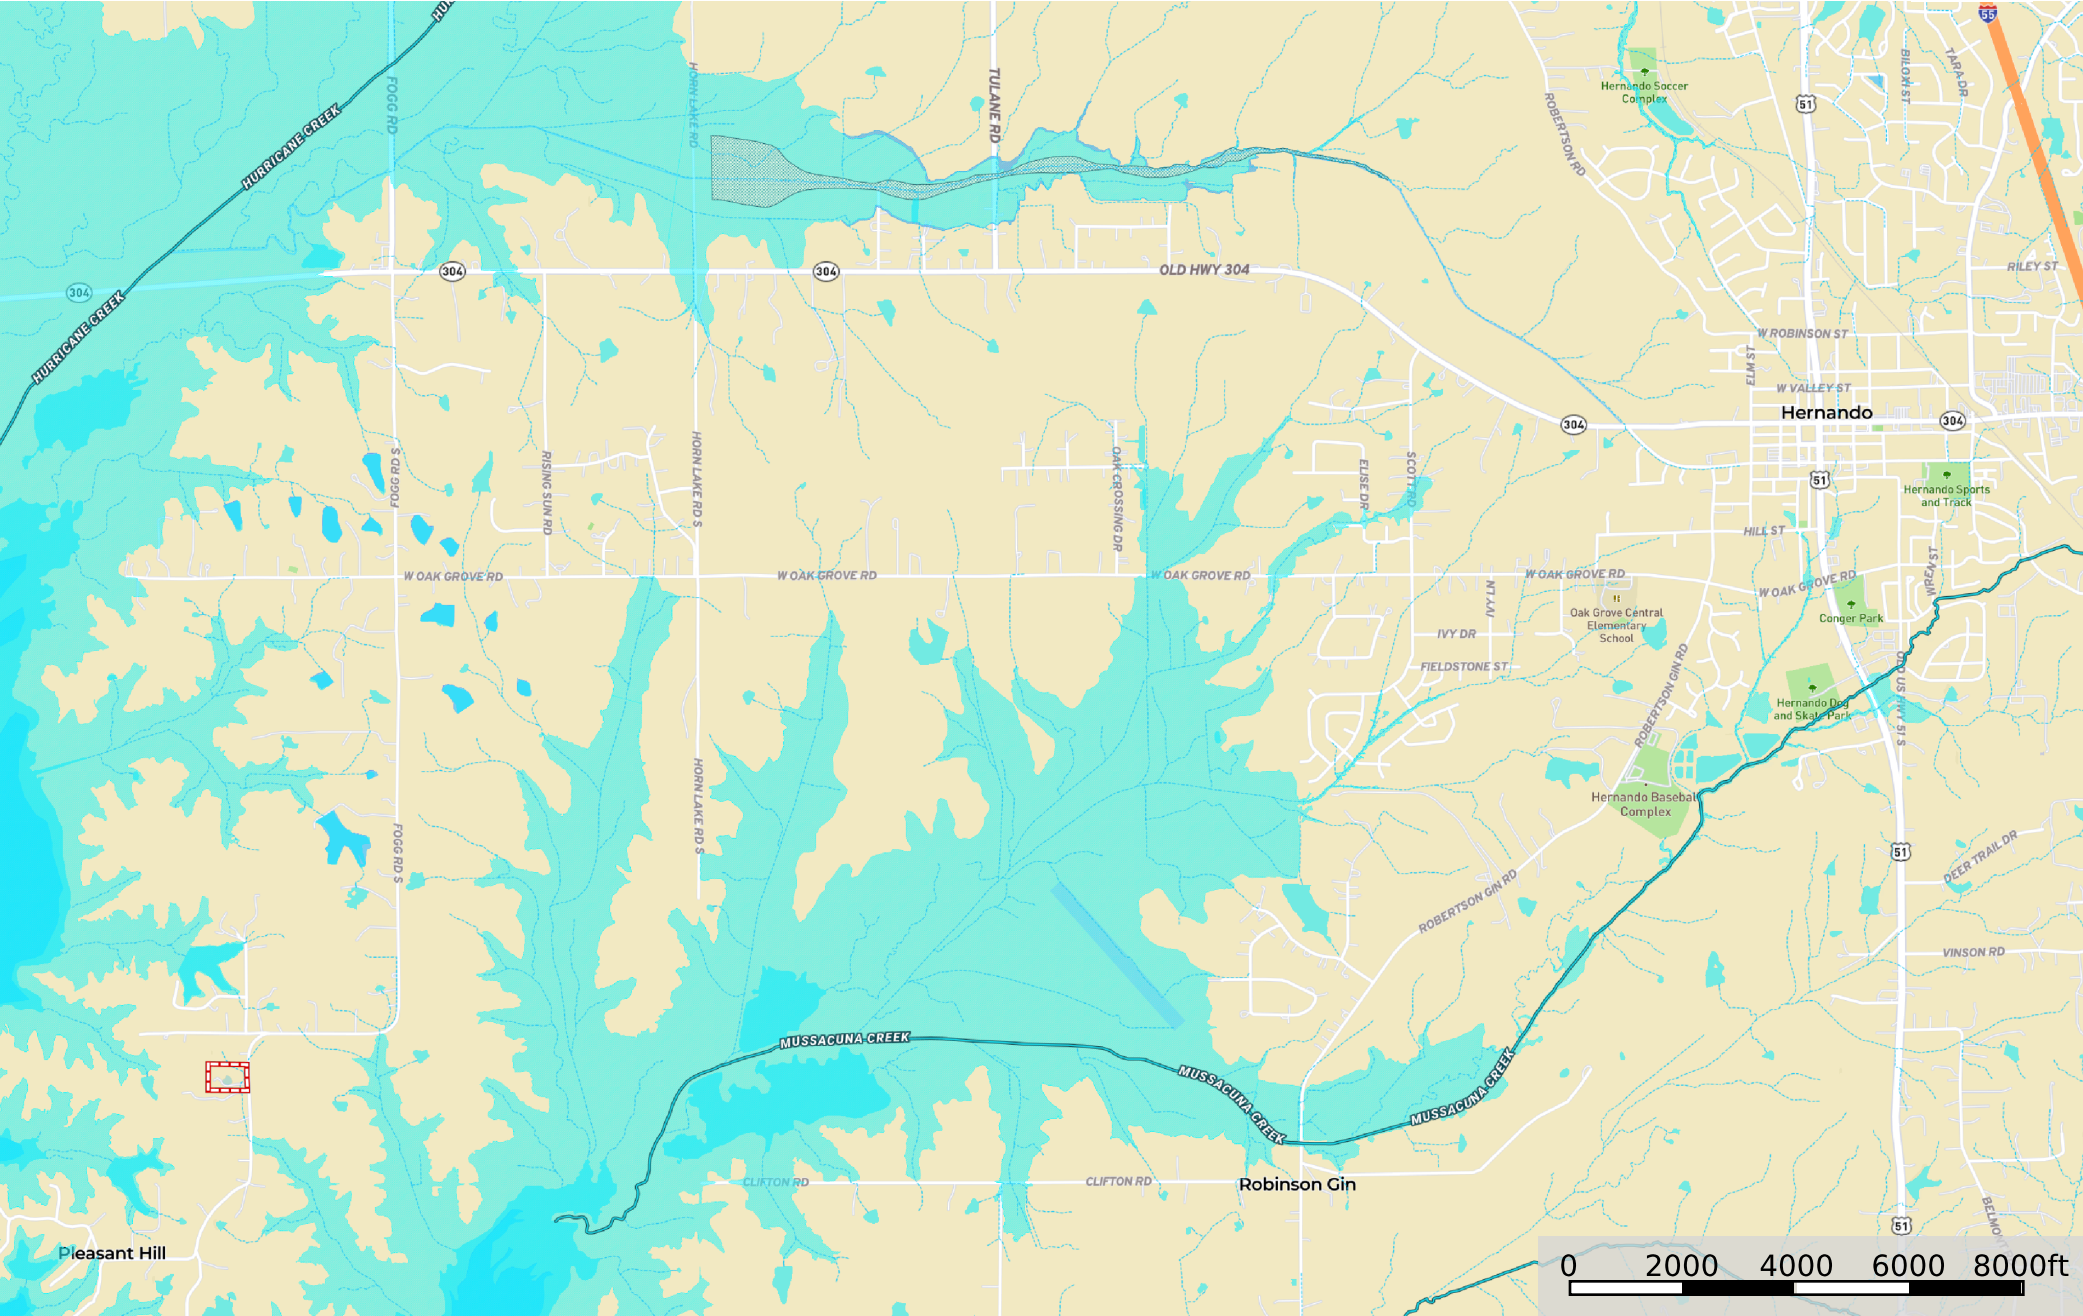 HURRICANE CREEK
FOGG RD
HORN LAKE RD
TULANE RD
ROBERTSON RD
Hernando Soccer
Complex
51
BILOXI ST
TARA DR
55
HURRICANE CREEK
304
304
304
OLD HWY 304
RILEY ST
W ROBINSON ST
ELM ST
W VALLEY ST
Hernando
304
304
S FOGG RD
RISING SUN RD
HORN LAKE RD S
OAK CROSSING DR
ELISE DR
SCOTT RD
51
Hernando Sports
and Track
HILL ST
W OAK GROVE RD
W OAK GROVE RD
W OAK GROVE RD
W OAK GROVE RD
W OAK GROVE RD
WREN ST
IVY LN
Oak Grove Central
Elementary
School
Conger Park
IVY DR
FIELDSTONE ST
ROBERTSON GIN RD
OLD US HWY 51 S
Hernando Dog
and Skate Park
HORN LAKE RD S
FOGG RD S
Hernando Basebal
Complex
51
DEER TRAIL DR
ROBERTSON GIN RD
VINSON RD
MUSSACUNA CREEK
MUSSACUNA CREEK
MUSSACUNA CREEK
CLIFTON RD
CLIFTON RD
Robinson Gin
51
Pleasant Hill
0 2000 4000 6000 8000ft